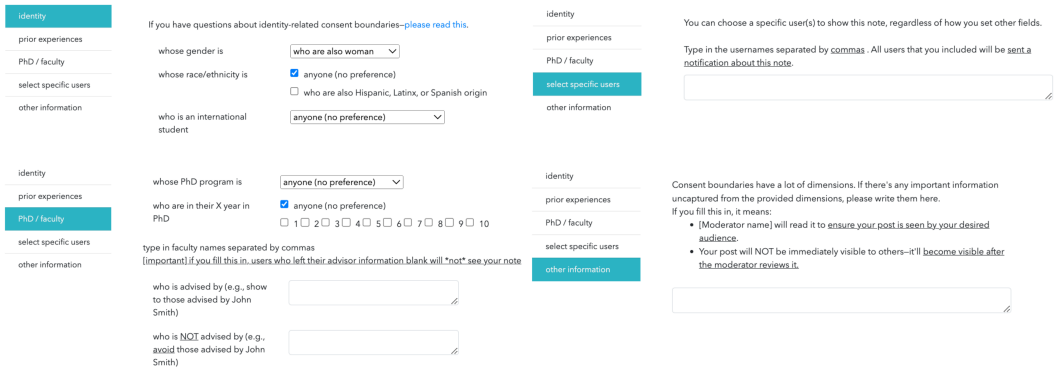 identity
prior experiences
PhD / faculty
select specific users
other information
If you have questions about identity-related consent boundaries—please read this.
whose gender is
who are also woman
whose race/ethnicity is
anyone (no preference)
who are also Hispanic, Latinx, or Spanish origin
who is an international
student
anyone (no preference)
identity
prior experiences
PhD / faculty
select specific users
other information
You can choose a specific user(s) to show this note, regardless of how you set other fields.
Type in the usernames separated by commas . All users that you included will be sent a
notification about this note.
identity
prior experiences
PhD / faculty
select specific users
other information
whose PhD program is
anyone (no preference)
who are in their X year in
PhD
anyone (no preference)
1 2 3 4 5 6 7 8 9 10
type in faculty names separated by commas
[important] if you fill this in, users who left their advisor information blank will *not* see your note
who is advised by (e.g., show
to those advised by John
Smith)
who is NOT advised by (e.g.,
avoid those advised by John
Smith)
identity
prior experiences
PhD / faculty
select specific users
other information
Consent boundaries have a lot of dimensions. If there's any important information
uncaptured from the provided dimensions, please write them here.
If you fill this in, it means:
• [Moderator name] will read it to ensure your post is seen by your desired
audience.
• Your post will NOT be immediately visible to others—it'll become visible after
the moderator reviews it.